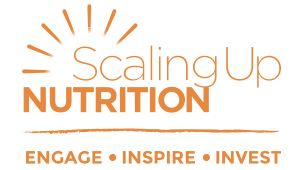 Scaling Up
NUTRITION
ENGAGE • INSPIRE • INVEST